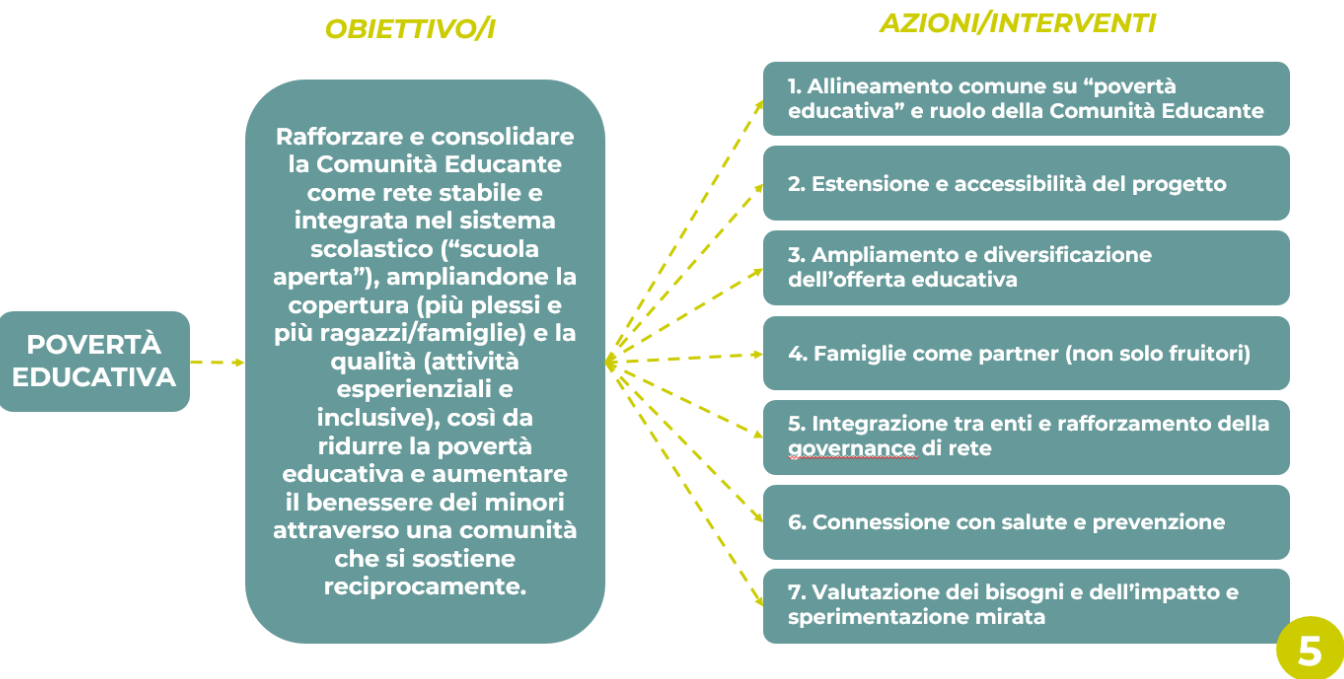 OBIETTIVO/I
AZIONI/INTERVENTI
POVERTÀ
EDUCATIVA
Rafforzare e consolidare
la Comunità Educante
come rete stabile e
integrata nel sistema
scolastico (“scuola
aperta”), ampliandone la
copertura (più plessi e
più ragazzi/famiglie) e la
qualità (attività
esperienziali e
inclusive), così da
ridurre la povertà
educativa e aumentare
il benessere dei minori
attraverso una comunità
che si sostiene
reciprocamente.
1. Allineamento comune su “povertà
educativa” e ruolo della Comunità Educante
2. Estensione e accessibilità del progetto
3. Ampliamento e diversificazione
dell’offerta educativa
4. Famiglie come partner (non solo fruitori)
5. Integrazione tra enti e rafforzamento della
governance di rete
6. Connessione con salute e prevenzione
7. Valutazione dei bisogni e dell’impatto e
sperimentazione mirata
5